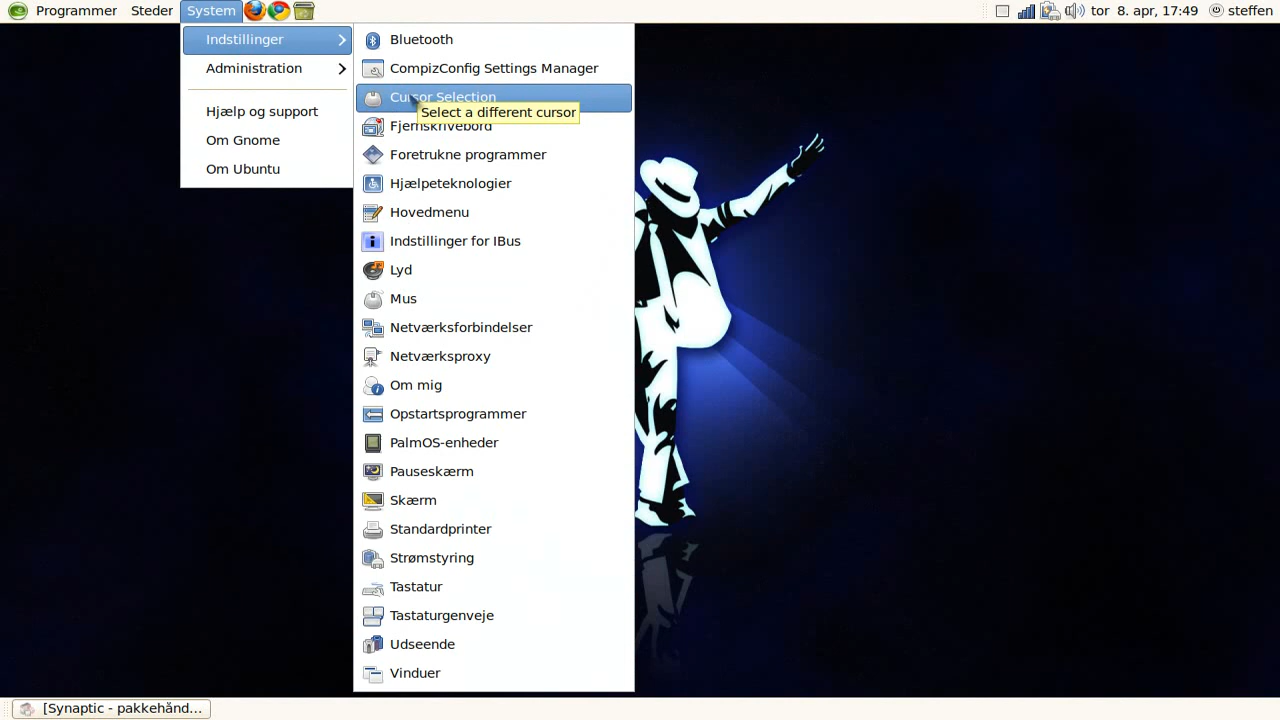 Programmer Steder System tor 8. apr, 17:49 steffen
Indstillinger
Administration
Hjælp og support
Om Gnome
Om Ubuntu
Bluetooth
CompizConfig Settings Manager
Cursor Selection
Select a different cursor
Fjernskrivebord
Foretrukne programmer
Hjælpeteknologier
Hovedmenu
Indstillinger for IBus
Lyd
Mus
Netværksforbindelser
Netværksproxy
Om mig
Opstartsprogrammer
PalmOS-enheder
Pauseskærm
Skærm
Standardprinter
Strømstyring
Tastatur
Tastaturgenveje
Udseende
Vinduer
[Synaptic - pakkehånd...